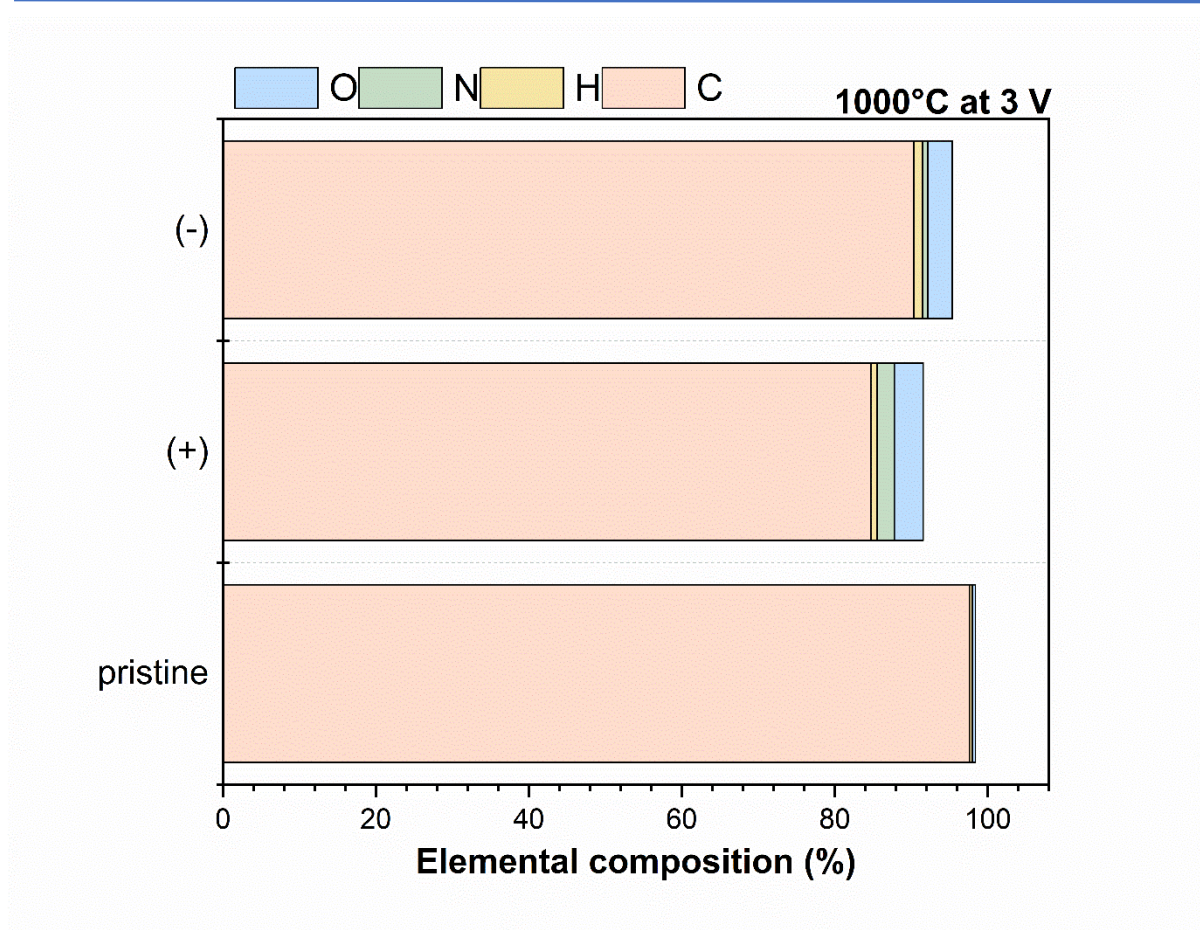 O N H C
1000°C at 3 V
(-)
(+)
pristine
0 20 40 60 80 100
Elemental composition (%)